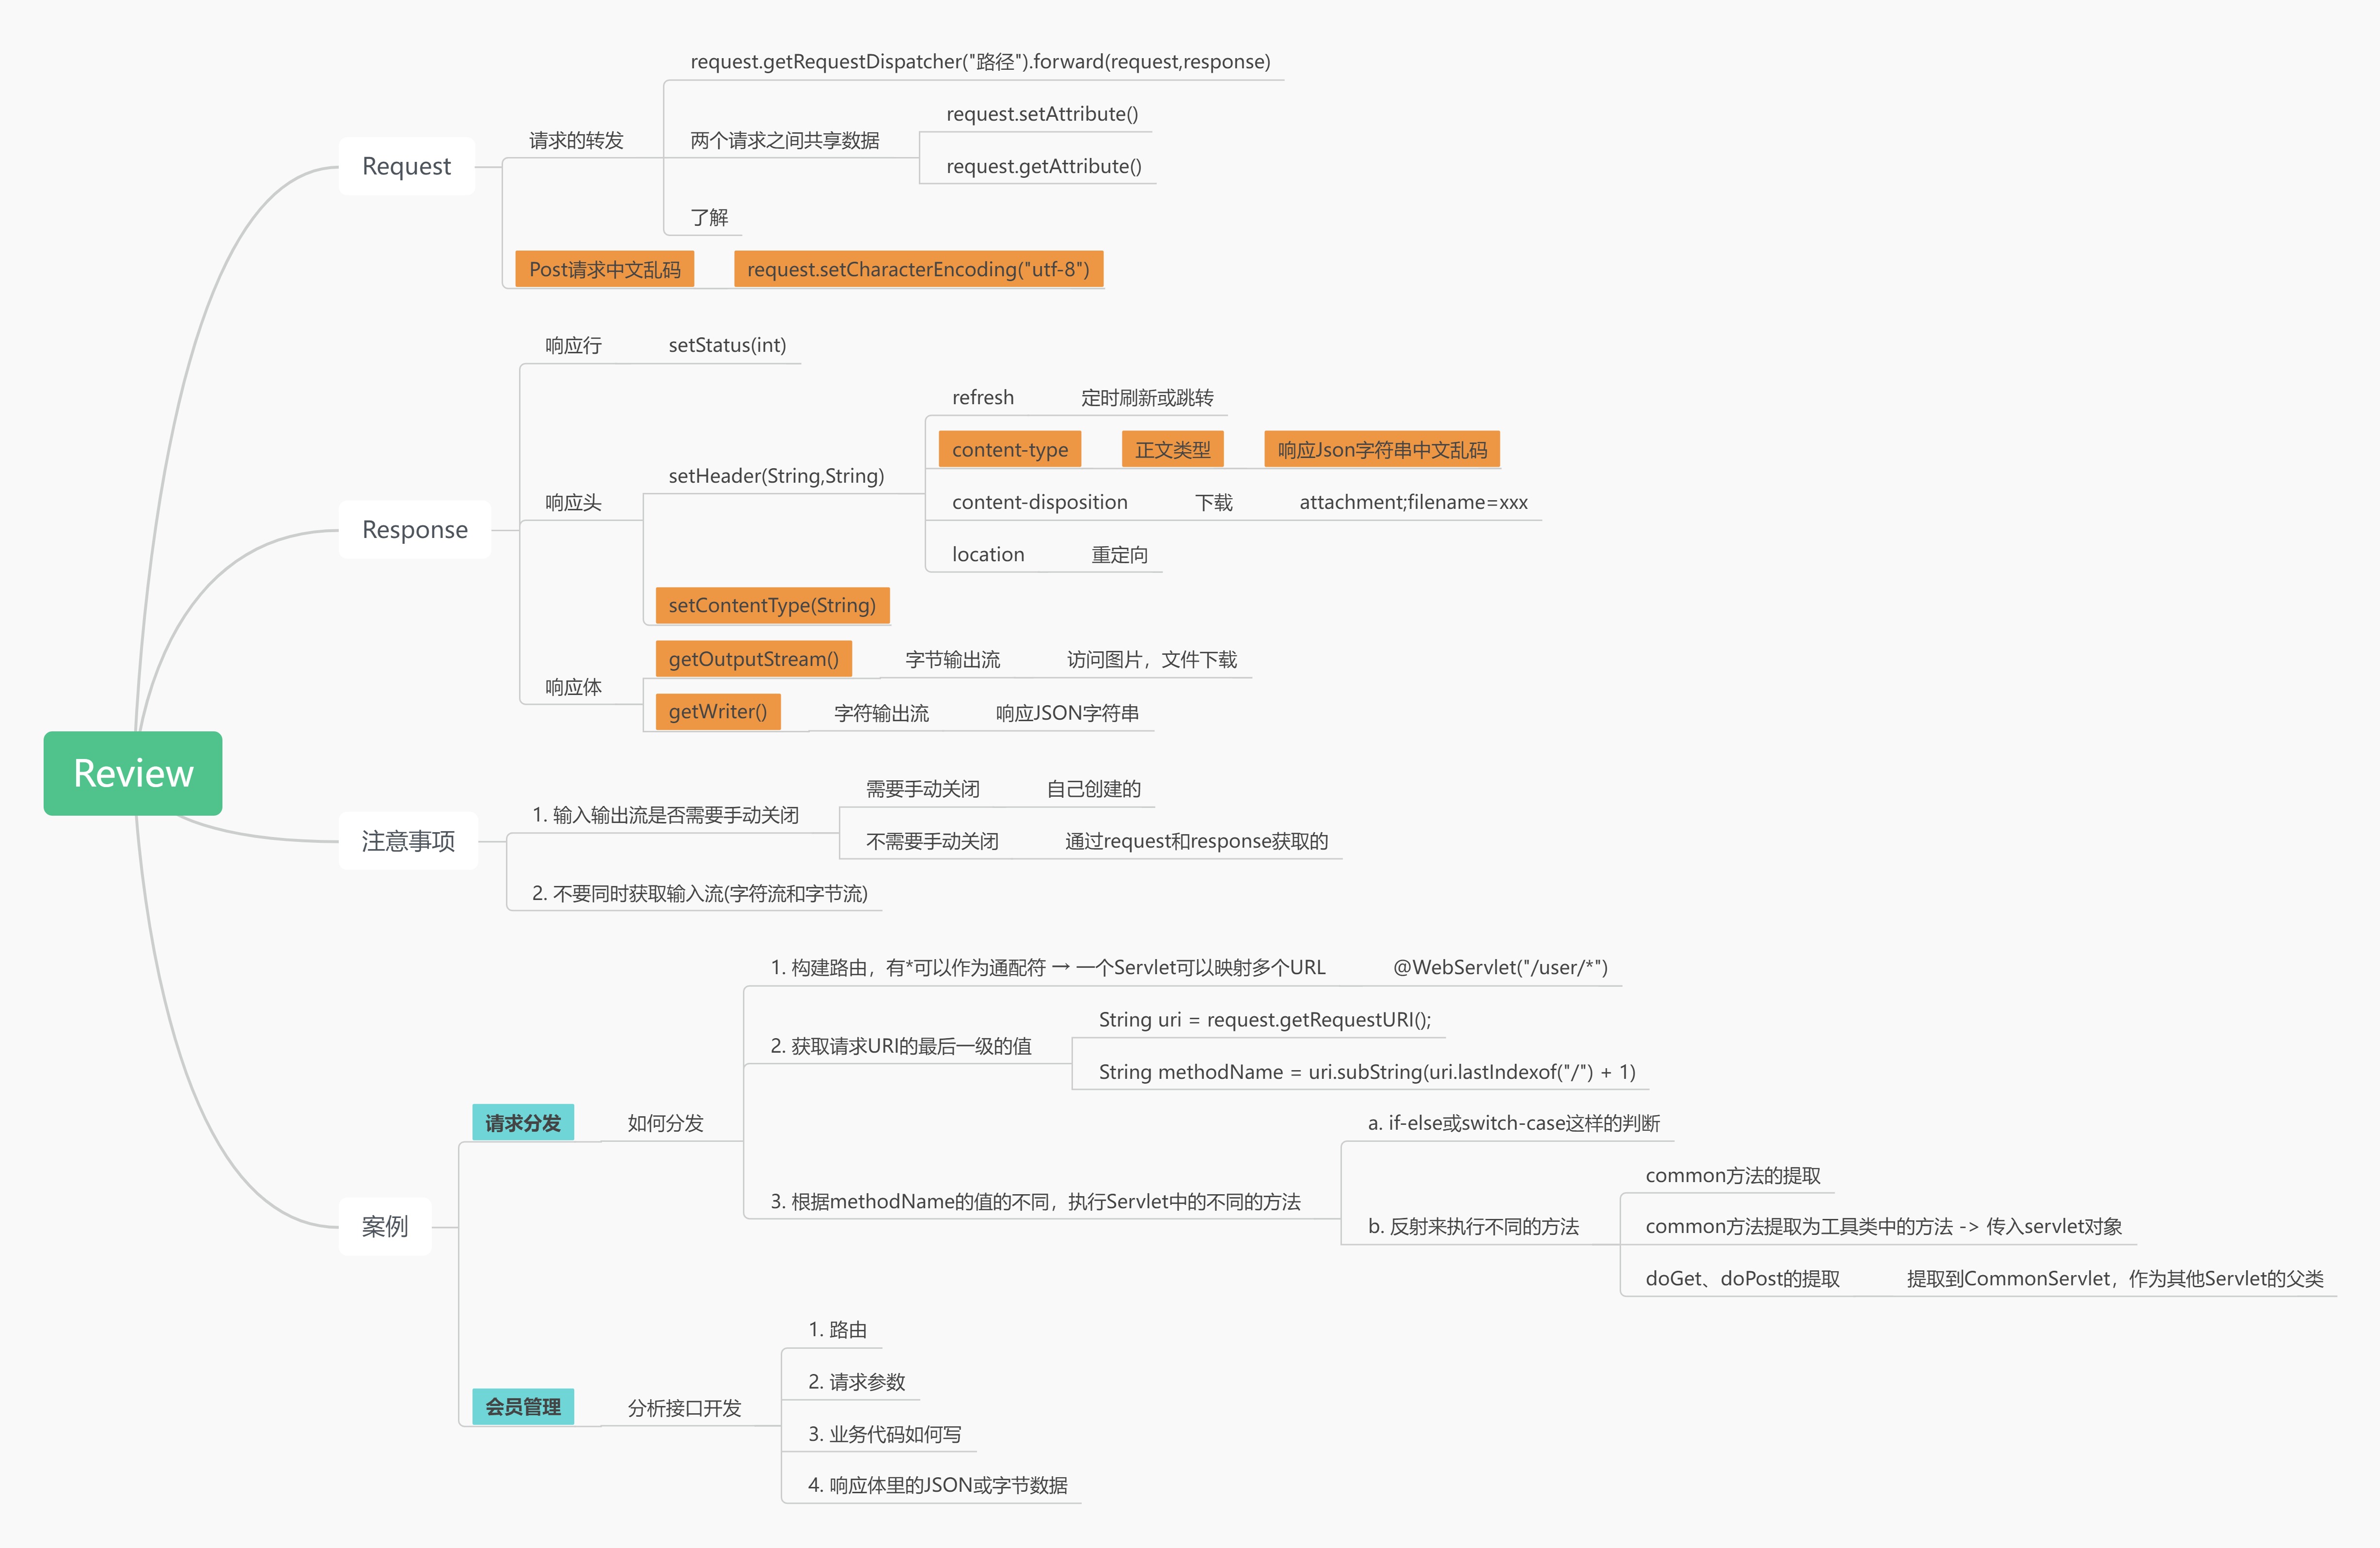 Review
Request
请求的转发
request.getRequestDispatcher("路径").forward(request,response)
两个请求之间共享数据
request.setAttribute()
request.getAttribute()
了解
Post请求中文乱码
request.setCharacterEncoding("utf-8")
Response
响应行
setStatus(int)
响应头
setHeader(String,String)
refresh
定时刷新或跳转
content-type
正文类型
响应Json字符串中文乱码
content-disposition
下载
attachment;filename=xxx
location
重定向
setContentType(String)
响应体
getOutputStream()
字节输出流
访问图片，文件下载
getWriter()
字符输出流
响应JSON字符串
注意事项
1. 输入输出流是否需要手动关闭
需要手动关闭
自己创建的
不需要手动关闭
通过request和response获取的
2. 不要同时获取输入流(字符流和字节流)
案例
请求分发
如何分发
1. 构建路由，有*可以作为通配符 → 一个Servlet可以映射多个URL
@WebServlet("/user/*")
2. 获取请求URI的最后一级的值
String uri = request.getRequestURI();
String methodName = uri.subString(uri.lastIndexof("/") + 1)
3. 根据methodName的值的不同，执行Servlet中的不同的方法
a. if-else或switch-case这样的判断
b. 反射来执行不同的方法
common方法的提取
common方法提取为工具类中的方法 -> 传入servlet对象
doGet、doPost的提取
提取到CommonServlet，作为其他Servlet的父类
会员管理
分析接口开发
1. 路由
2. 请求参数
3. 业务代码如何写
4. 响应体里的JSON或字节数据